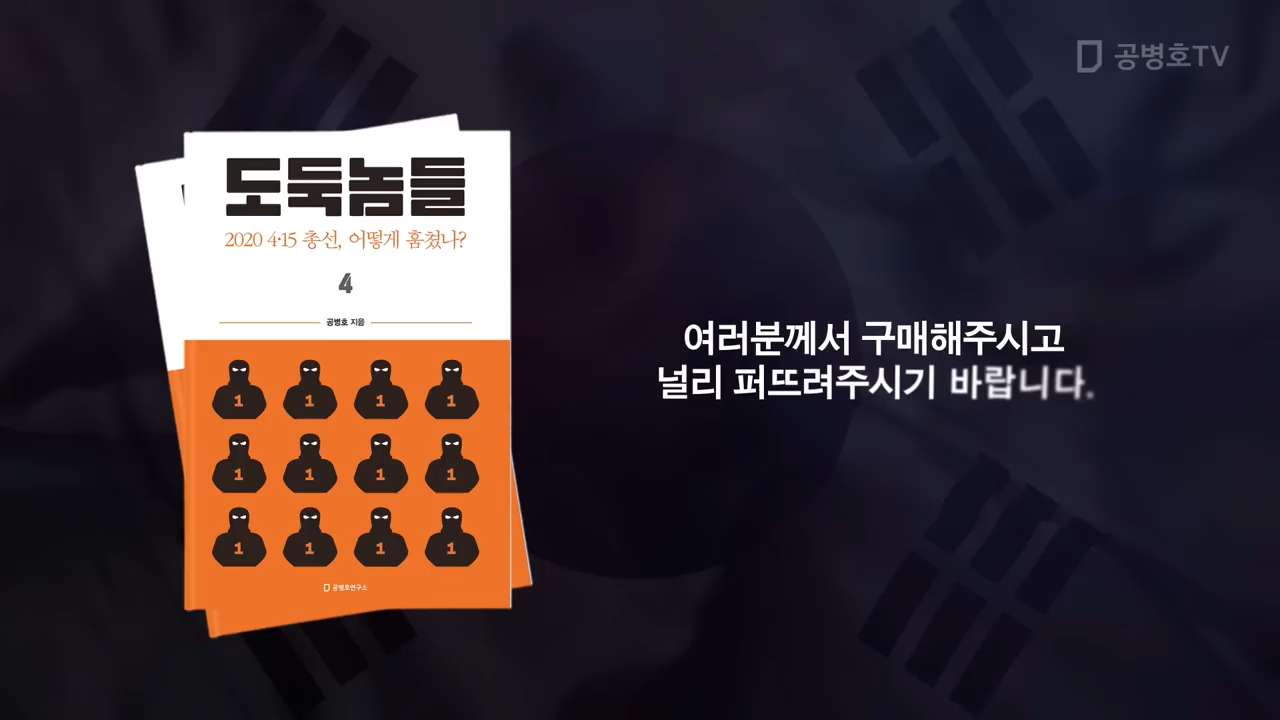 공병호TV
도둑놈들
2020 4·15 총선, 어떻게 훔쳤나?
4
공병호 지음
1 1 1 1
1 1 1 1
1 1 1 1
공병호연구소
여러분께서 구매해주시고
널리 퍼뜨려주시기 바랍니다.